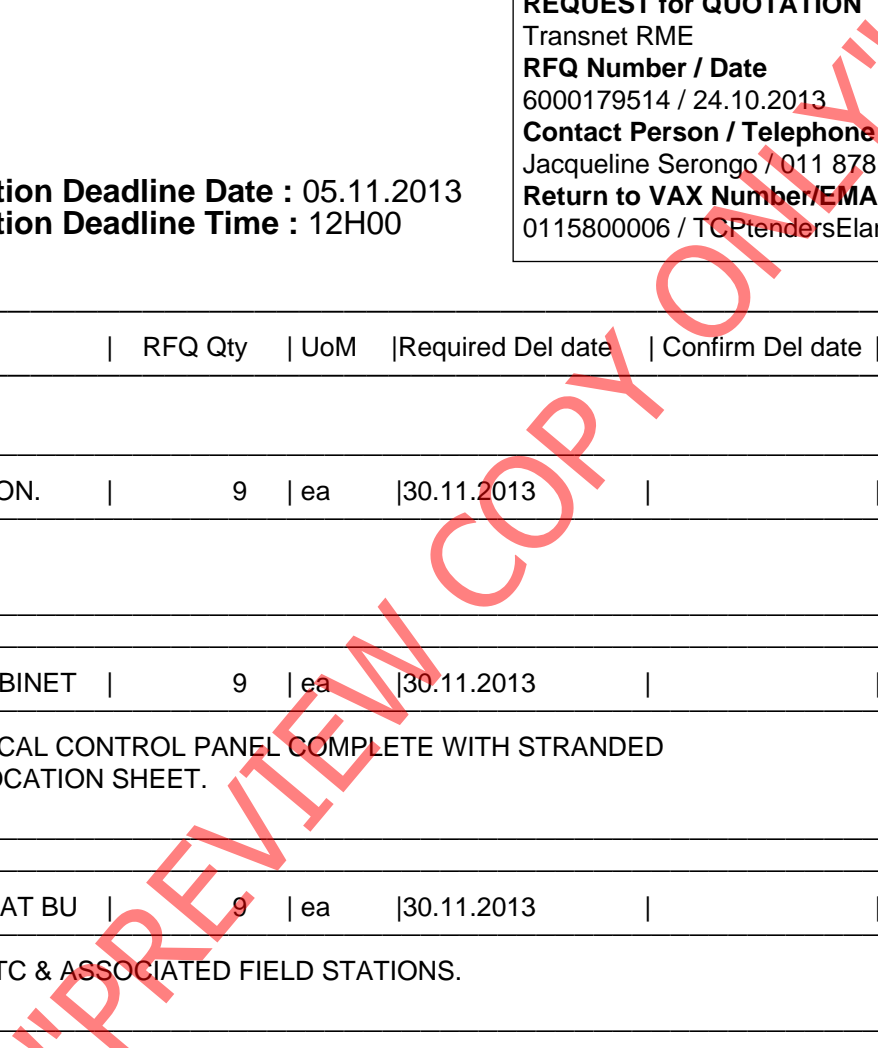 REQUEST for QUOTATION
Transnet RME
RFQ Number / Date
6000179514 / 24.10.2013
Contact Person / Telephone
Jacqueline Serongo / 011 878
tion Deadline Date : 05.11.2013
Return to VAX Number/EMA
tion Deadline Time : 12H00
0115800006 / TCPtendersElan
| RFQ Qty | UoM |Required Del date | Confirm Del date |
ON. | 9 | ea |30.11.2013 | |
BINET | 9 | ea |30.11.2013 | |
CAL CONTROL PANEL COMPLETE WITH STRANDED
OCATION SHEET.
AT BU | 9 | ea |30.11.2013 | |
TC & ASSOCIATED FIELD STATIONS.
"PREVIEW COPY ONLY"